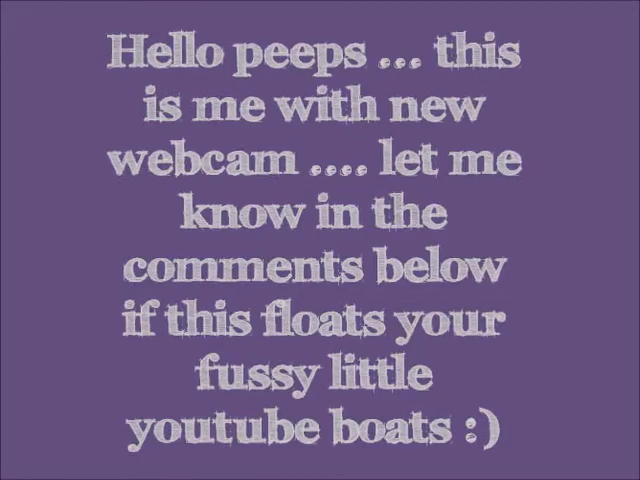 Hello peeps ... this
is me with new
webcam .... let me
know in the
comments below
if this floats your
fussy little
youtube boats :)